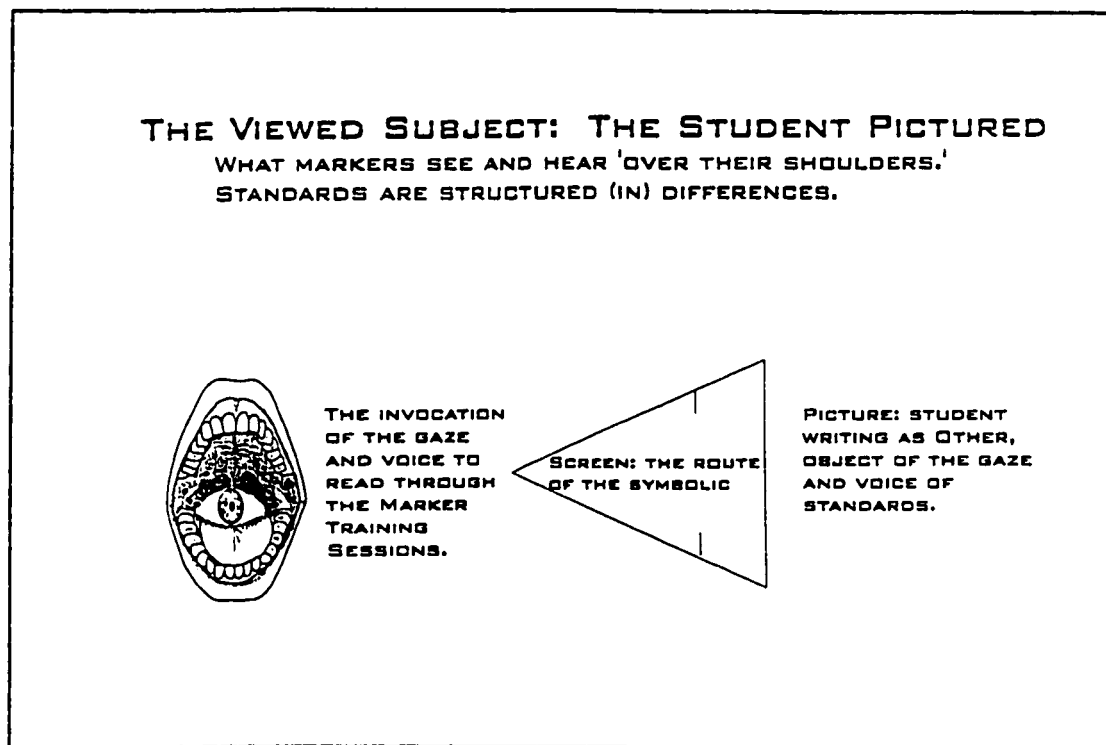 THE VIEWED SUBJECT: THE STUDENT PICTURED
WHAT MARKERS SEE AND HEAR 'OVER THEIR SHOULDERS.'
STANDARDS ARE STRUCTURED (IN) DIFFERENCES.
THE INVOCATION
OF THE GAZE
AND VOICE TO
READ THROUGH
THE MARKER
TRAINING
SESSIONS.
SCREEN: THE ROUTE
OF THE SYMBOLIC
PICTURE: STUDENT
WRITING AS OTHER,
OBJECT OF THE GAZE
AND VOICE OF
STANDARDS.